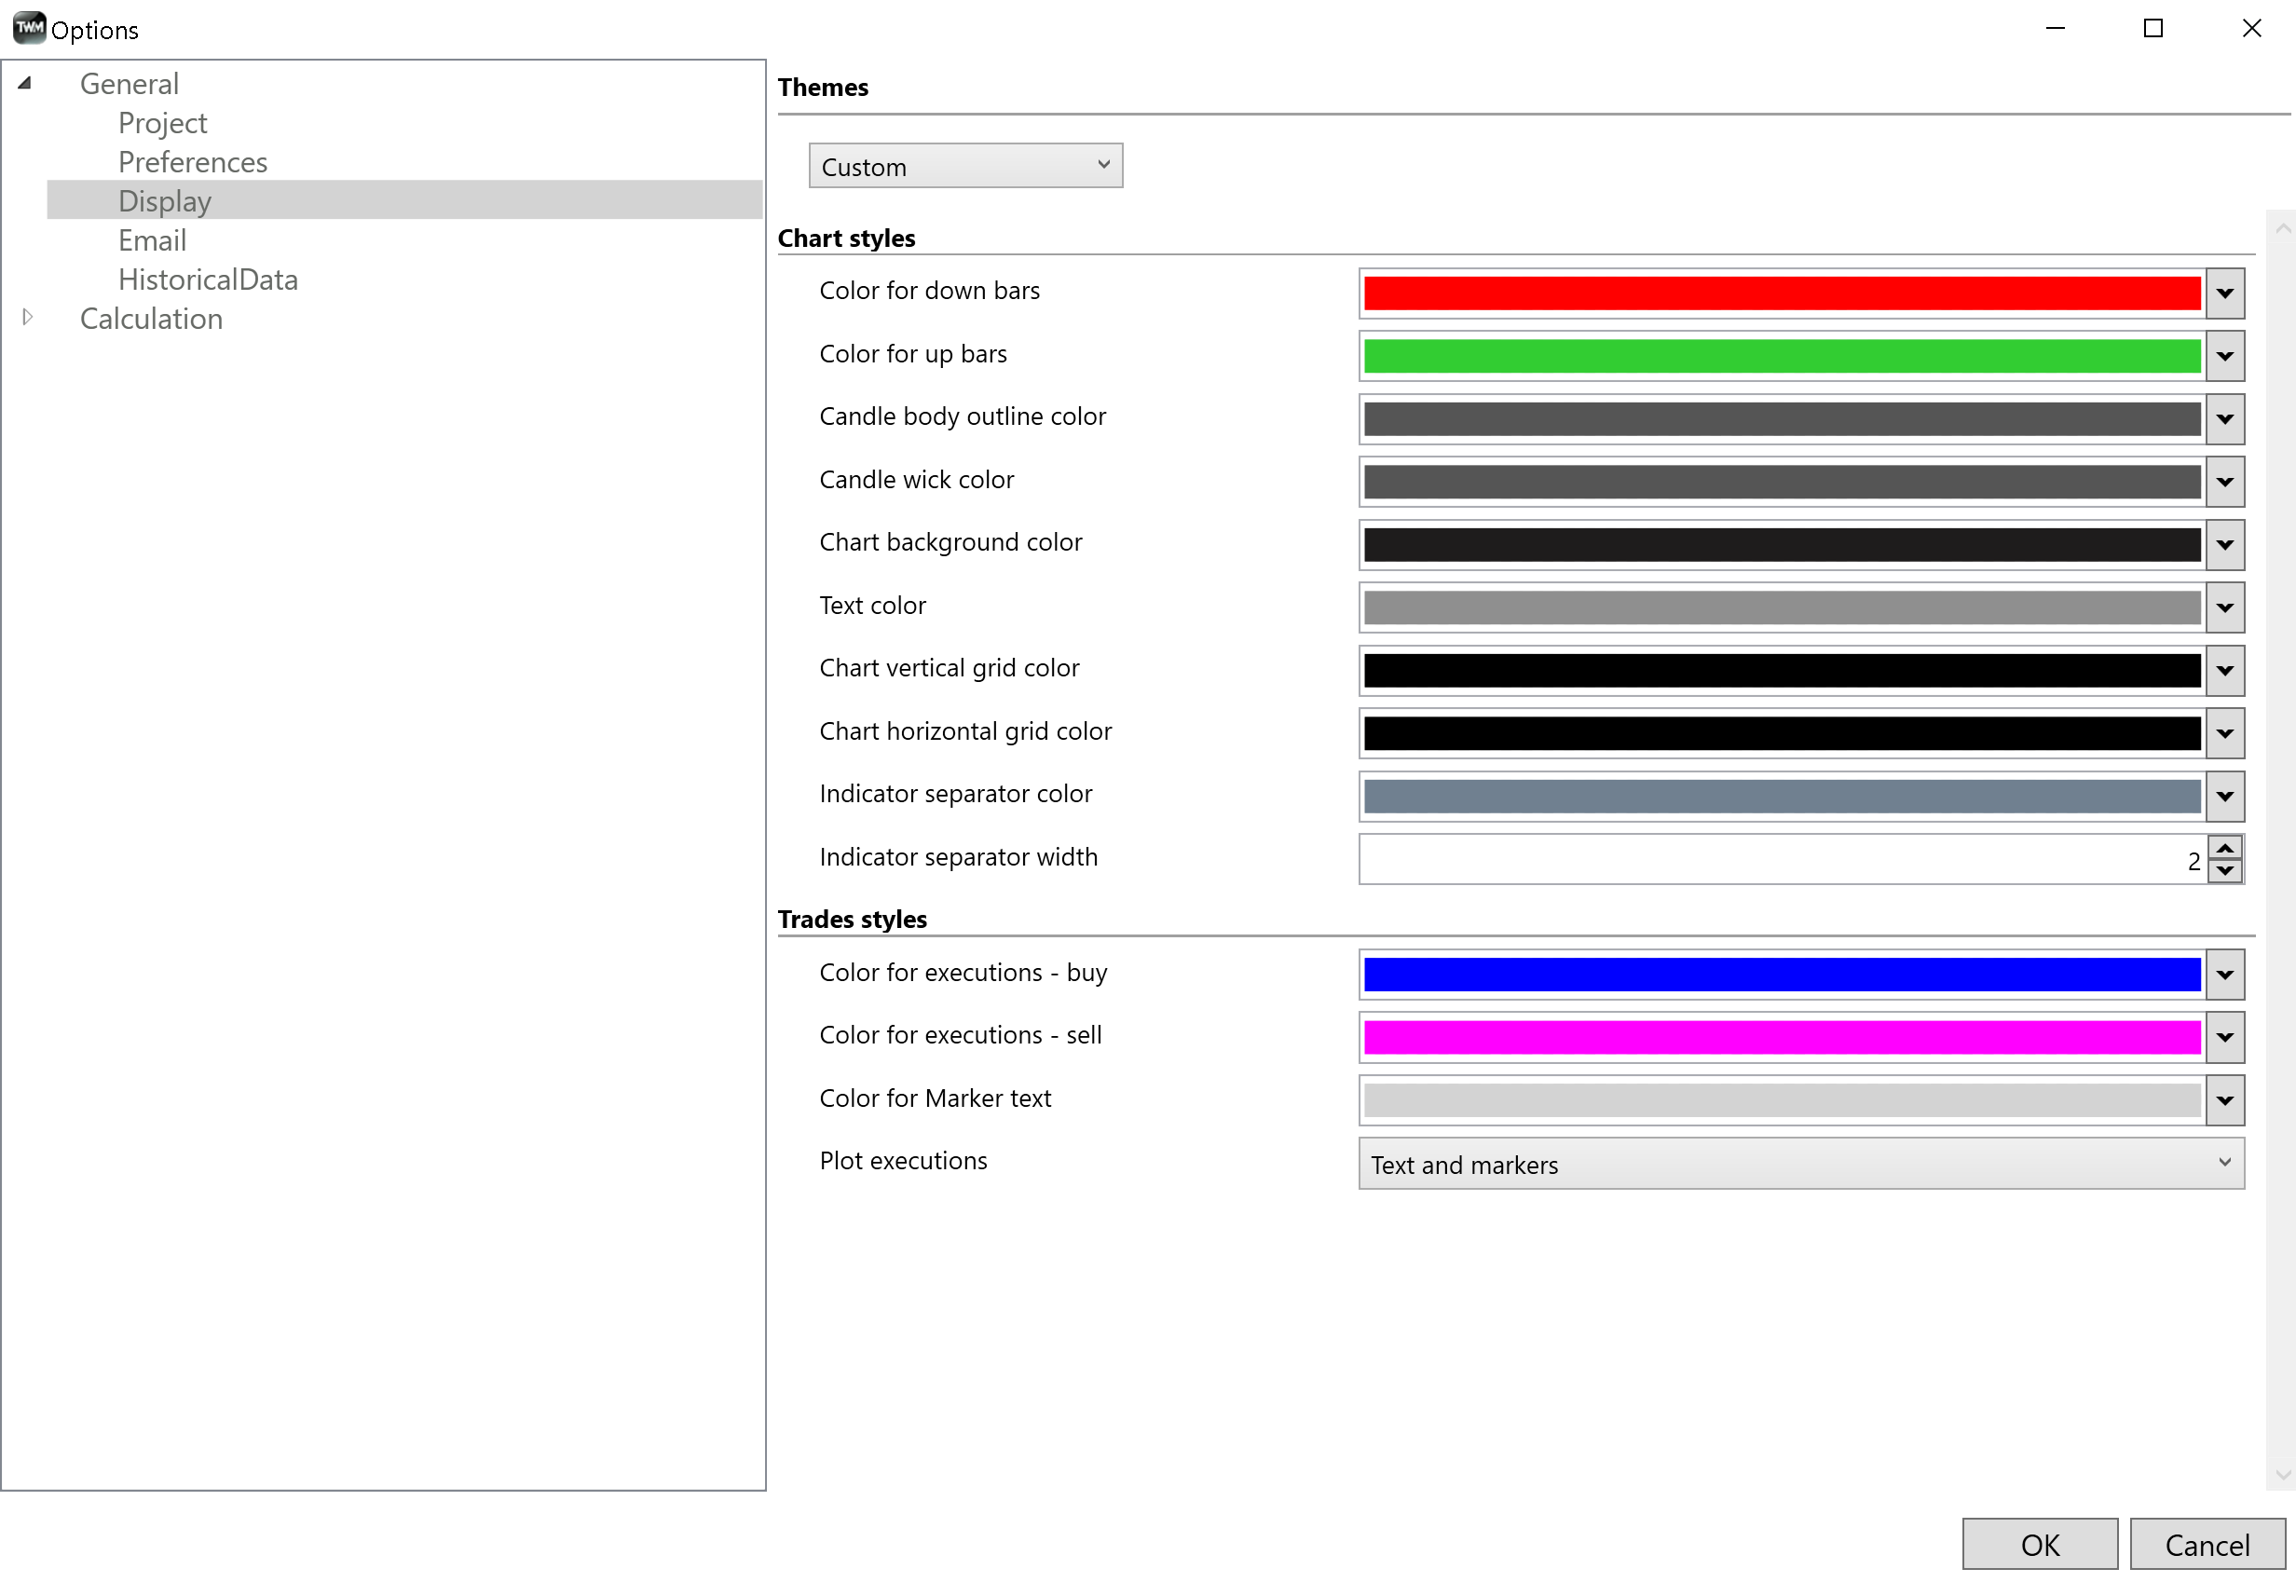 TWM Options
General
Project
Preferences
Display
Email
HistoricalData
Calculation
Themes
Custom
Chart styles
Color for down bars
Color for up bars
Candle body outline color
Candle wick color
Chart background color
Text color
Chart vertical grid color
Chart horizontal grid color
Indicator separator color
Indicator separator width 2
Trades styles
Color for executions - buy
Color for executions - sell
Color for Marker text
Plot executions Text and markers
OK Cancel